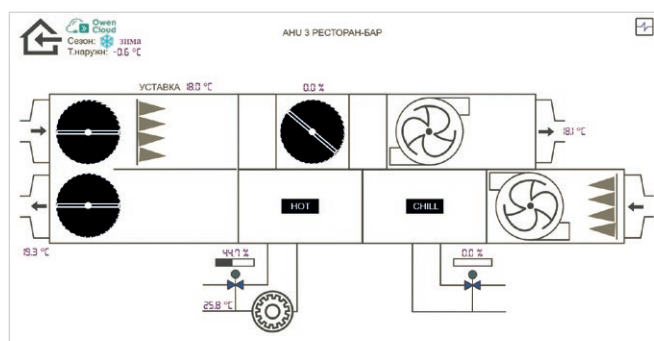 Owen
Cloud
AHU 3 РЕСТОРАН-БАР
Сезон: зима
Т.наружн: -0.6 °C
УСТАВКА 18.0 °C
0.0 %
18.1 °C
HOT
CHILL
19.3 °C
44.7 %
0.0 %
25.8 °C